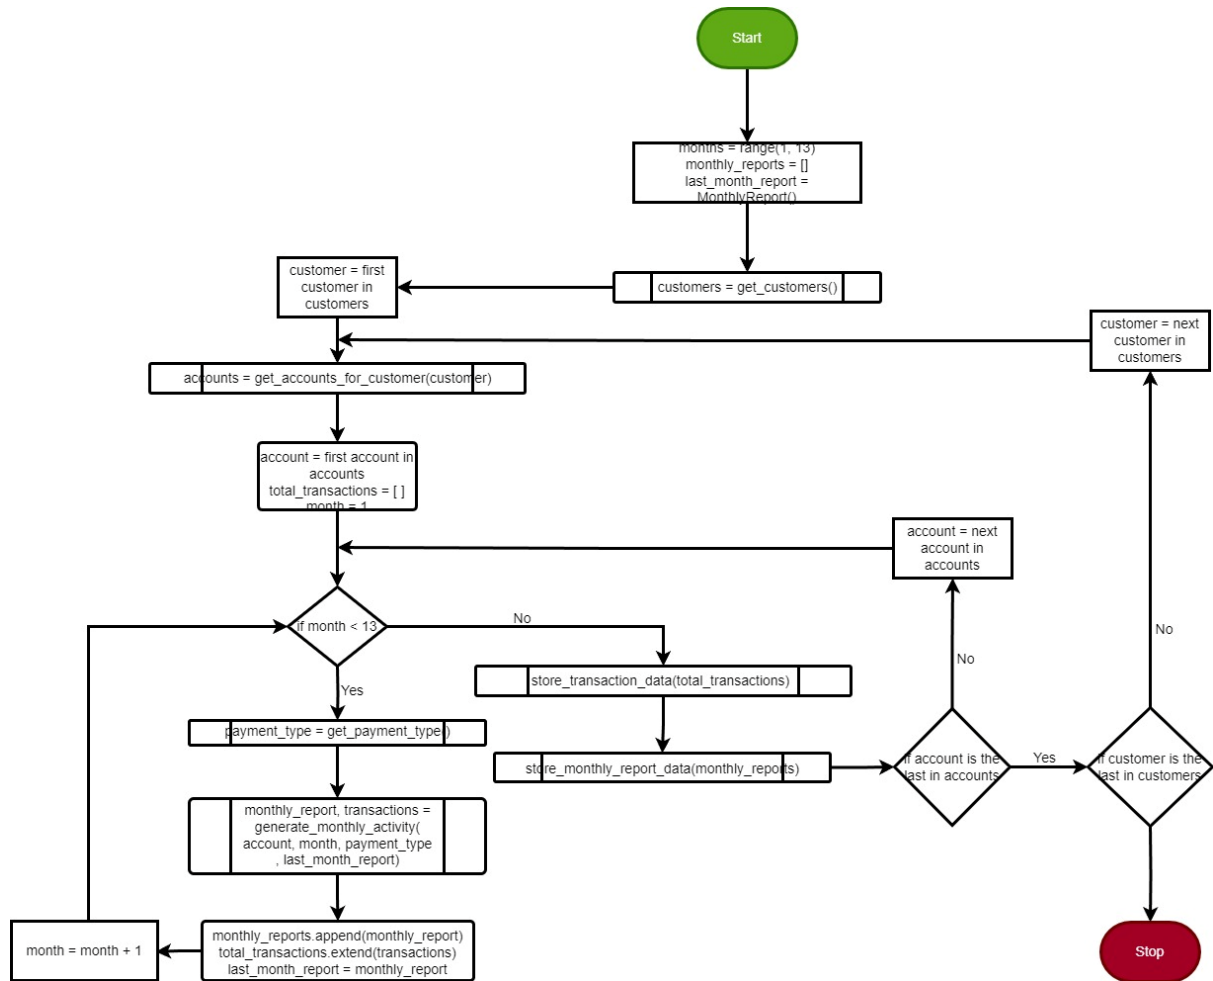 Start
months = range(1, 13)
monthly_reports = []
last_month_report =
MonthlyReport()
customers = get_customers()
customer = first
customer in
customers
customer = next
customer in
customers
accounts = get_accounts_for_customer(customer)
account = first account in
accounts
total_transactions = [ ]
month = 1
account = next
account in
accounts
if month < 13
No
Yes
store_transaction_data(total_transactions)
No
No
payment_type = get_payment_type()
store_monthly_report_data(monthly_reports)
if account is the
last in accounts
Yes
if customer is the
last in customers
monthly_report, transactions =
generate_monthly_activity(
account, month, payment_type
, last_month_report)
month = month + 1
monthly_reports.append(monthly_report)
total_transactions.extend(transactions)
last_month_report = monthly_report
Stop